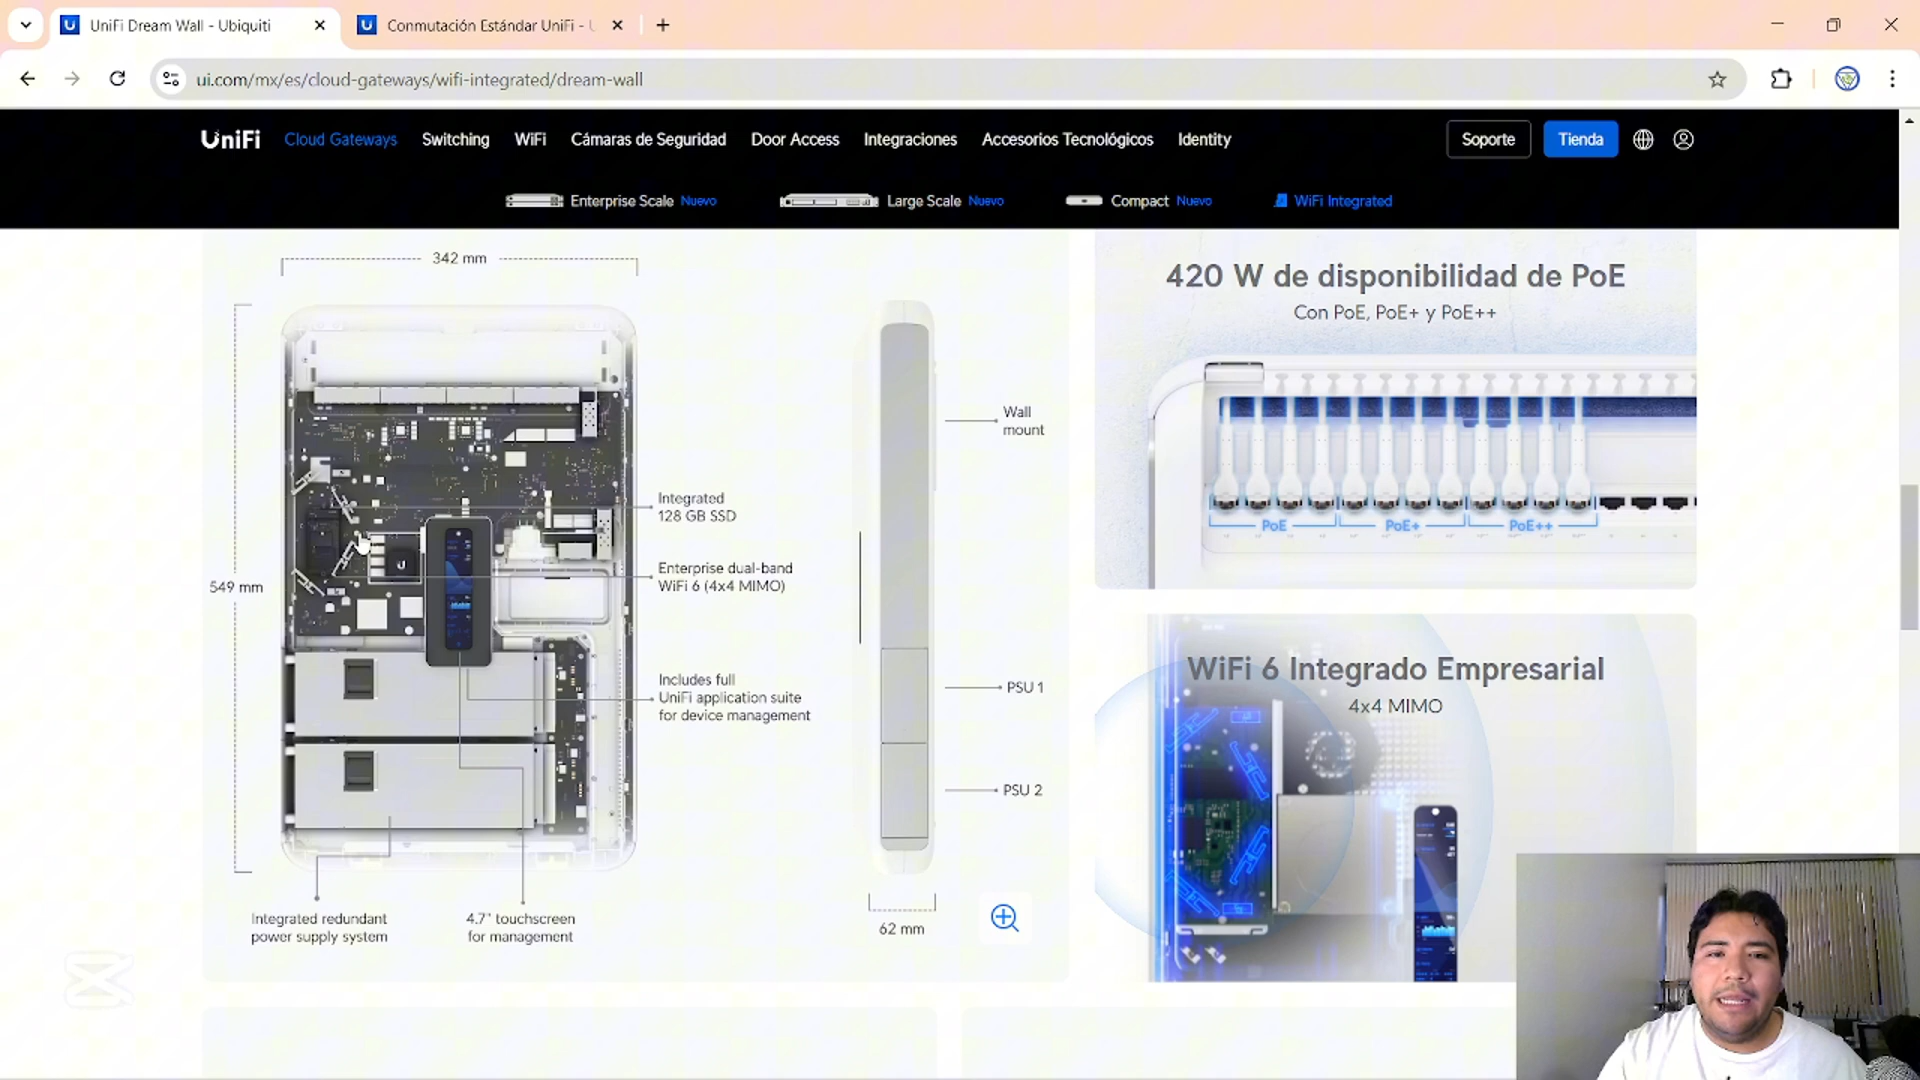 UniFi Dream Wall - Ubiquiti
Conmutación Estándar UniFi -
ui.com/mx/es/cloud-gateways/wifi-integrated/dream-wall
UniFi
Cloud Gateways
Switching
WiFi
Cámaras de Seguridad
Door Access
Integraciones
Accesorios Tecnológicos
Identity
Soporte
Tienda
Enterprise Scale Nuevo
Large Scale Nuevo
Compact Nuevo
WiFi Integrated
342 mm
549 mm
Integrated
128 GB SSD
Enterprise dual-band
WiFi 6 (4x4 MIMO)
Includes full
UniFi application suite
for device management
Integrated redundant
power supply system
4.7" touchscreen
for management
Wall
mount
PSU 1
PSU 2
62 mm
420 W de disponibilidad de PoE
Con PoE, PoE+ y PoE++
PoE
PoE+
PoE++
WiFi 6 Integrado Empresarial
4x4 MIMO